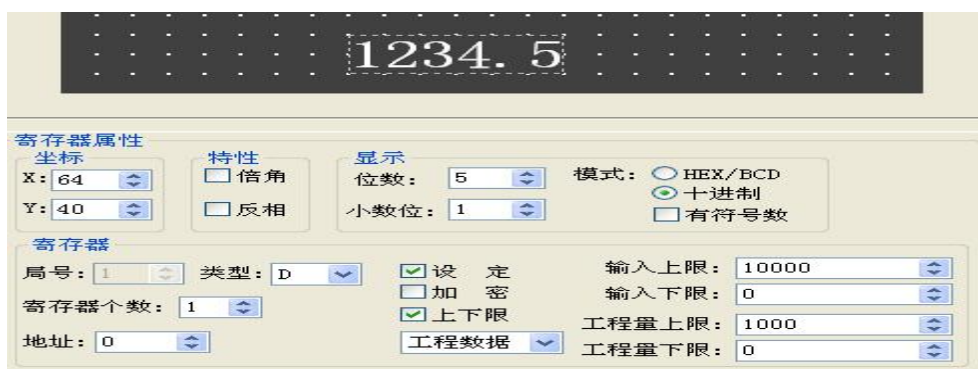 1234. 5
寄存器属性
坐标 特性 显示
X: 64 倍角 位数: 5 模式: HEX/BCD
十进制
Y: 40 反相 小数位: 1 有符号数
寄存器
局号: 1 类型: D 设 定 输入上限: 10000
加 密 输入下限: 0
寄存器个数: 1 上下限 工程量上限: 1000
地址: 0 工程数据 工程量下限: 0